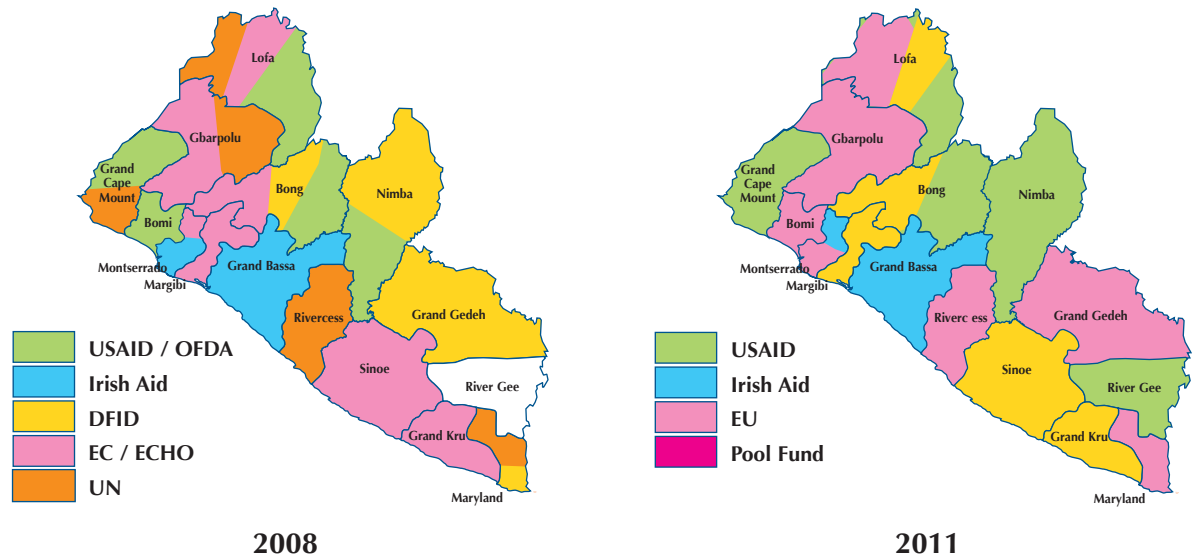 Lofa
Gbarpolu
Grand
Cape
Mount
Bomi
Bong
Nimba
Montserrado
Margibi
Grand Bassa
Rivercess
Grand Gedeh
Sinoe
River Gee
Grand Kru
Maryland
USAID / OFDA
Irish Aid
DFID
EC / ECHO
UN
2008
Lofa
Gbarpolu
Grand
Cape
Mount
Bomi
Bong
Nimba
Montserrado
Margibi
Grand Bassa
Riverc ess
Grand Gedeh
Sinoe
River Gee
Grand Kru
Maryland
USAID
Irish Aid
EU
Pool Fund
2011